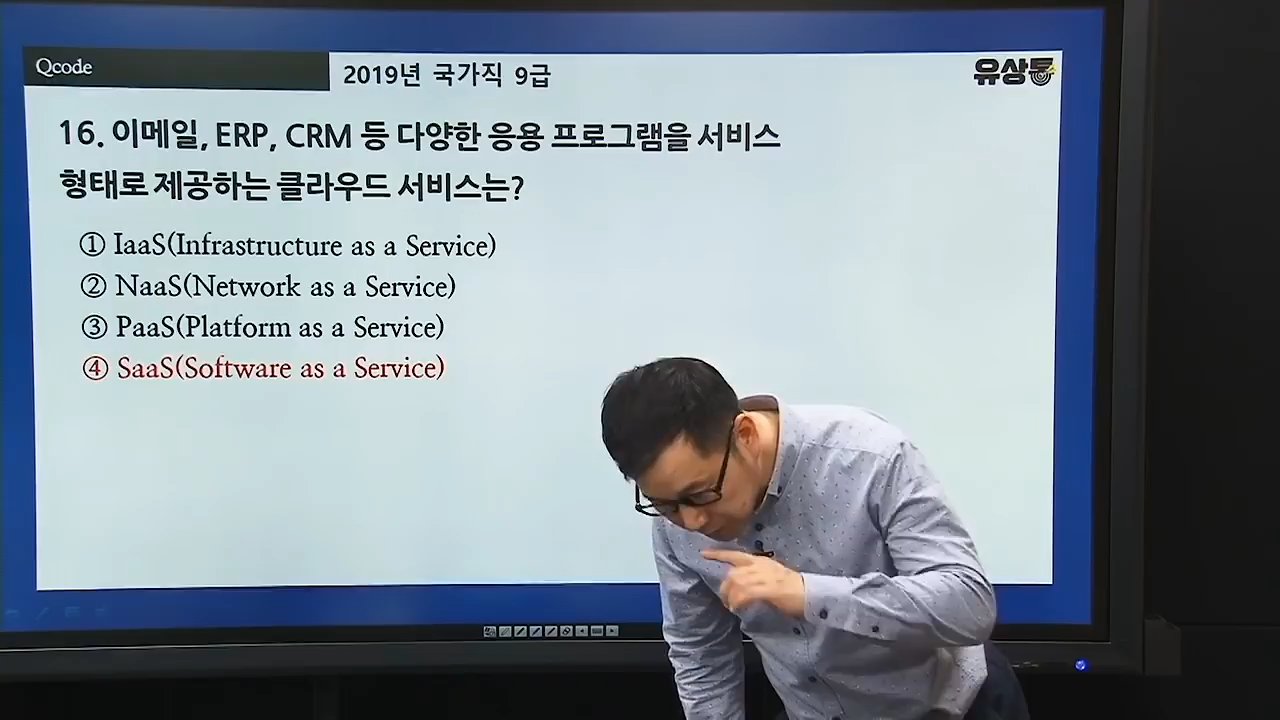 Qcode
2019년 국가직 9급
유상통
16. 이메일, ERP, CRM 등 다양한 응용 프로그램을 서비스
형태로 제공하는 클라우드 서비스는?
① IaaS(Infrastructure as a Service)
② NaaS(Network as a Service)
③ PaaS(Platform as a Service)
④ SaaS(Software as a Service)